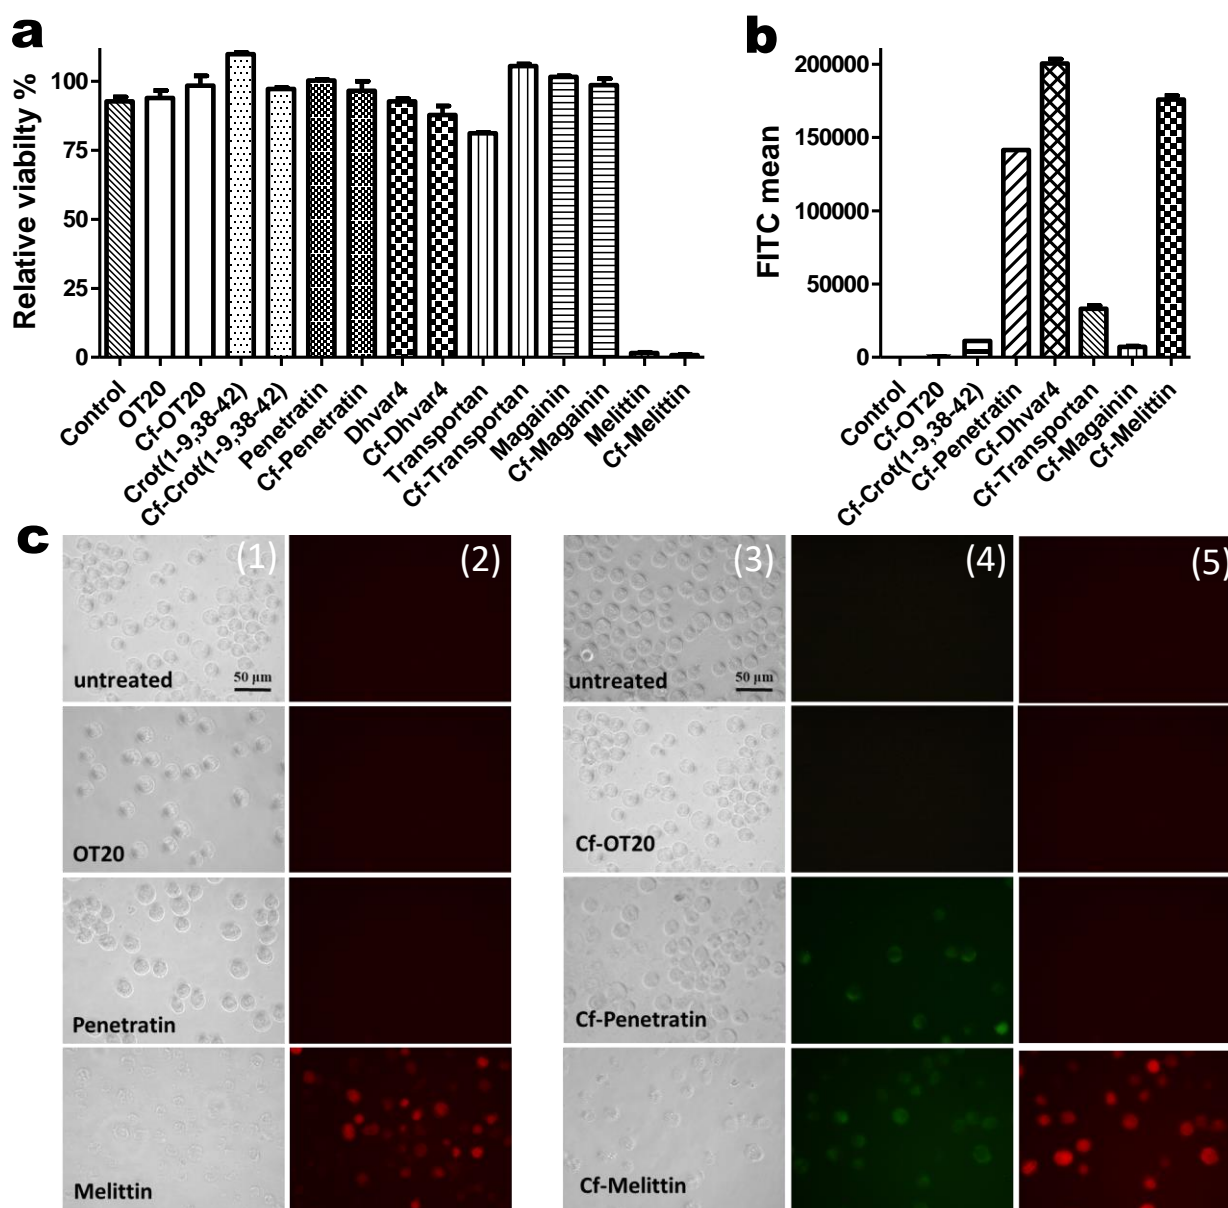 a
Relative viabilty %
100
75
50
25
0
Control
OT20
Cf-OT20
Crot(1-9,38-42)
Cf-Crot(1-9,38-42)
Penetratin
Cf-Penetratin
Dhvar4
Cf-Dhvar4
Transportan
Cf-Transportan
Magainin
Cf-Magainin
Melittin
Cf-Melittin
b
FITC mean
200000
150000
100000
50000
0
Control
Cf-OT20
Cf-Crot(1-9,38-42)
Cf-Penetratin
Cf-Dhvar4
Cf-Transportan
Cf-Magainin
Cf-Melittin
c
(1) (2) (3) (4) (5)
untreated 50 µm untreated 50 µm
OT20 Cf-OT20
Penetratin Cf-Penetratin
Melittin Cf-Melittin